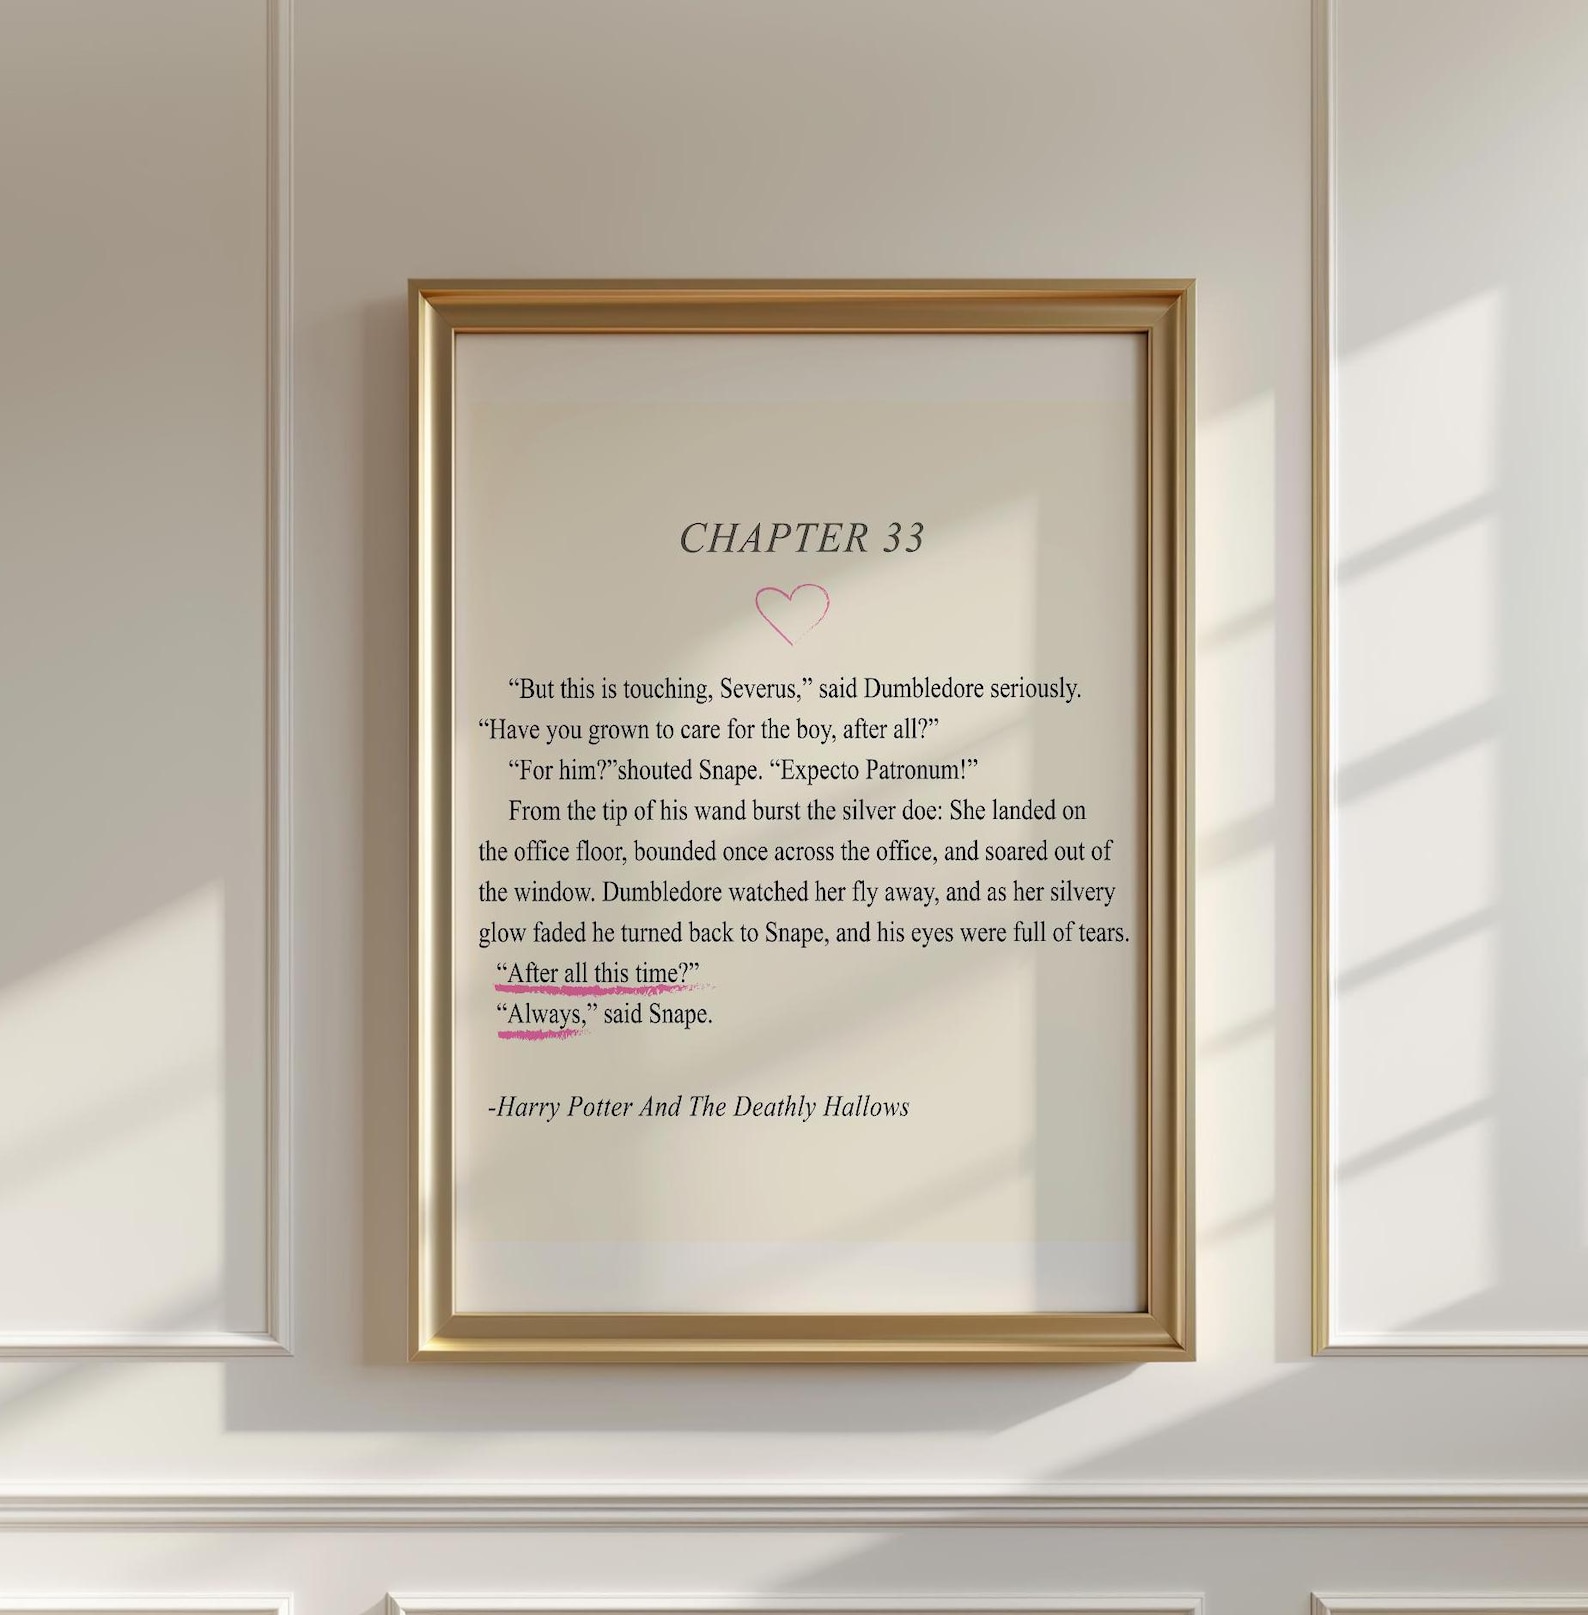 CHAPTER 33
“But this is touching, Severus,” said Dumbledore seriously.
“Have you grown to care for the boy, after all?”
“For him?”shouted Snape. “Expecto Patronum!”
From the tip of his wand burst the silver doe: She landed on
the office floor, bounded once across the office, and soared out of
the window. Dumbledore watched her fly away, and as her silvery
glow faded he turned back to Snape, and his eyes were full of tears.
“After all this time?”
“Always,” said Snape.
-Harry Potter And The Deathly Hallows